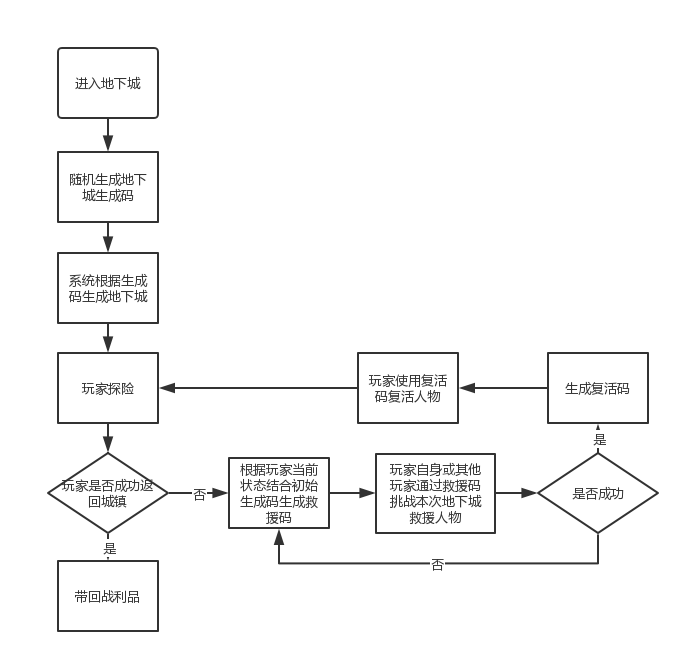 进入地下城
随机生成地下
城生成码
系统根据生成
码生成地下城
玩家探险
玩家使用复活
码复活人物
生成复活码
是
玩家是否成功返
回城镇
否
根据玩家当前
状态结合初始
生成码生成救
援码
玩家自身或其他
玩家通过救援码
挑战本次地下城
救援人物
是否成功
是
否
带回战利品